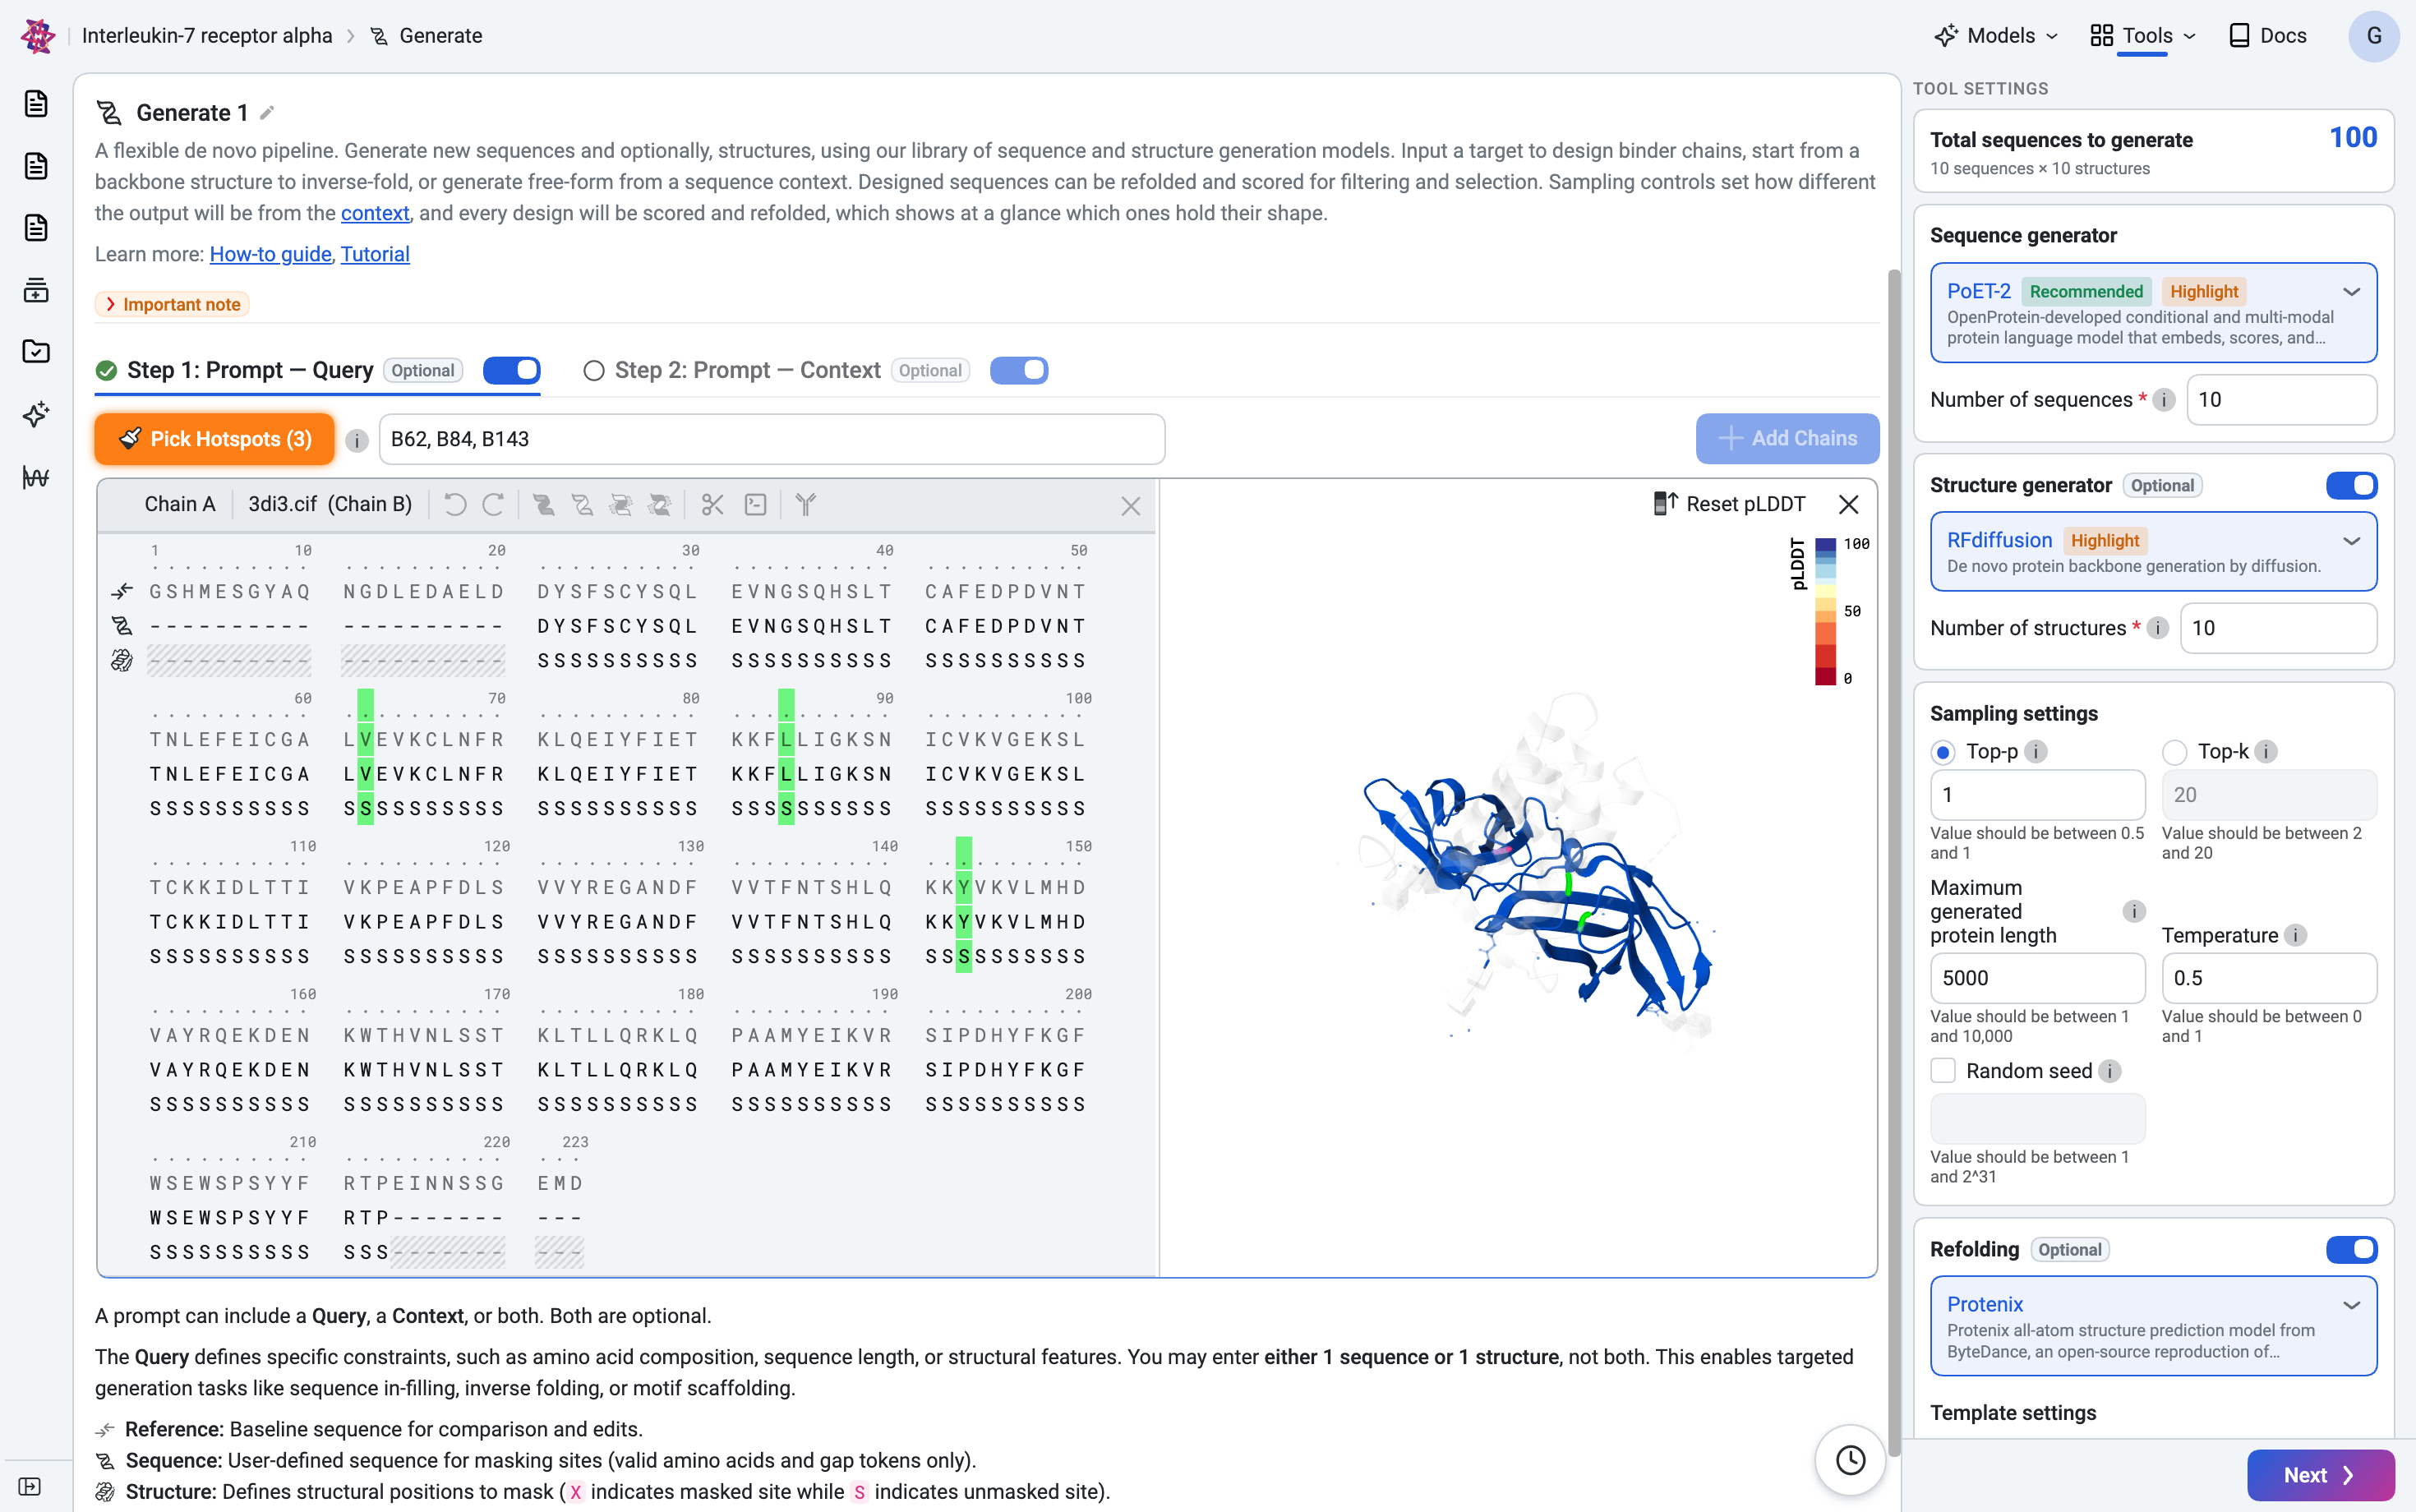 Interleukin-7 receptor alpha > Generate
Models
Tools
Docs
G
Generate 1
A flexible de novo pipeline. Generate new sequences and optionally, structures, using our library of sequence and structure generation models. Input a target to design binder chains, start from a
backbone structure to inverse-fold, or generate free-form from a sequence context. Designed sequences can be refolded and scored for filtering and selection. Sampling controls set how different
the output will be from the context, and every design will be scored and refolded, which shows at a glance which ones hold their shape.
Learn more: How-to guide, Tutorial
Important note
Step 1: Prompt — Query Optional
Step 2: Prompt — Context Optional
Pick Hotspots (3)
i
B62, B84, B143
Add Chains
Chain A
3di3.cif (Chain B)
1 10 20 30 40 50
GSHMESGYAQ NGDLEDAELD DYSFSCYSQL EVNGSQHSLT CAFEDPDVNT
---------- ---------- DYSFSCYSQL EVNGSQHSLT CAFEDPDVNT
---------- ---------- SSSSSSSSSS SSSSSSSSSS SSSSSSSSSS
60 70 80 90 100
TNLEFEICGA LVEVKCLNFR KLQEIYFIET KKFLLIGKSN ICVKVGEKSL
TNLEFEICGA LVEVKCLNFR KLQEIYFIET KKFLLIGKSN ICVKVGEKSL
SSSSSSSSSS SSSSSSSSSS SSSSSSSSSS SSSSSSSSSS SSSSSSSSSS
110 120 130 140 150
TCKKIDLTTI VKPEAPFDLS VVYREGANDF VVTFNTSHLQ KKYVKVLMHD
TCKKIDLTTI VKPEAPFDLS VVYREGANDF VVTFNTSHLQ KKYVKVLMHD
SSSSSSSSSS SSSSSSSSSS SSSSSSSSSS SSSSSSSSSS SSSSSSSSSS
160 170 180 190 200
VAYRQEKDEN KWTHVNLSST KLTLLQRKLQ PAAMYEIKVR SIPDHYFKGF
VAYRQEKDEN KWTHVNLSST KLTLLQRKLQ PAAMYEIKVR SIPDHYFKGF
SSSSSSSSSS SSSSSSSSSS SSSSSSSSSS SSSSSSSSSS SSSSSSSSSS
210 220 223
WSEWSPSYYF RTPEINNSSG EMD
WSEWSPSYYF RTP------- ---
SSSSSSSSSS SSS------- ---
Reset pLDDT
pLDDT
100
50
0
A prompt can include a Query, a Context, or both. Both are optional.
The Query defines specific constraints, such as amino acid composition, sequence length, or structural features. You may enter either 1 sequence or 1 structure, not both. This enables targeted
generation tasks like sequence in-filling, inverse folding, or motif scaffolding.
Reference: Baseline sequence for comparison and edits.
Sequence: User-defined sequence for masking sites (valid amino acids and gap tokens only).
Structure: Defines structural positions to mask ( X indicates masked site while S indicates unmasked site).
TOOL SETTINGS
Total sequences to generate 100
10 sequences × 10 structures
Sequence generator
PoET-2 Recommended Highlight
OpenProtein-developed conditional and multi-modal
protein language model that embeds, scores, and...
Number of sequences * i 10
Structure generator Optional
RFdiffusion Highlight
De novo protein backbone generation by diffusion.
Number of structures * i 10
Sampling settings
Top-p i
1
Value should be between 0.5
and 1
Top-k i
20
Value should be between 2
and 20
Maximum
generated
protein length i
5000
Value should be between 1
and 10,000
Temperature i
0.5
Value should be between 0
and 1
Random seed i
Value should be between 1
and 2^31
Refolding Optional
Protenix
Protenix all-atom structure prediction model from
ByteDance, an open-source reproduction of...
Template settings
Next